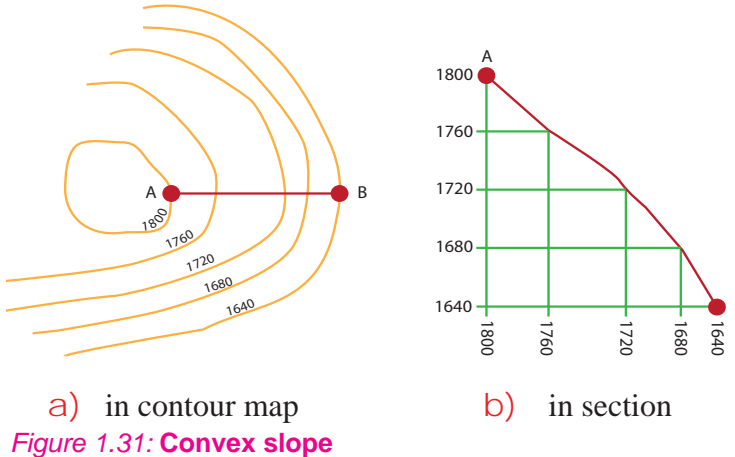 A B
1800
1760
1720
1680
1640
A
1800
1760
1720
1680
1640
1800 1760 1720 1680 1640
a) in contour map
b) in section
Figure 1.31: Convex slope